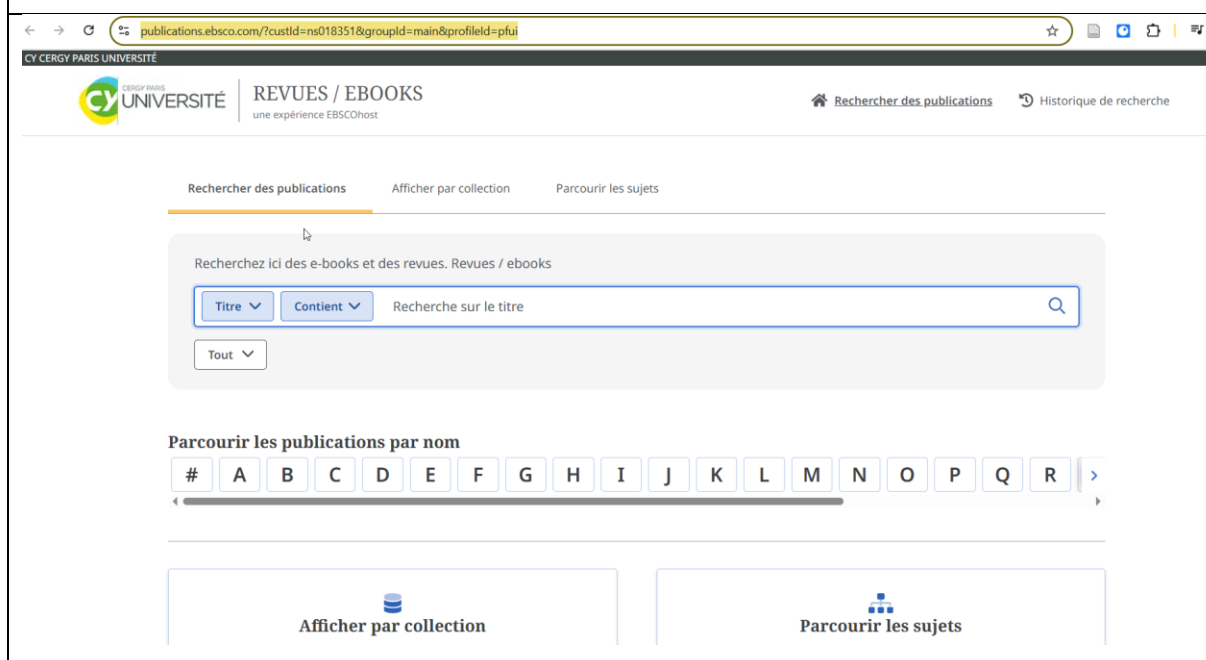 publications.ebsco.com/?custId=ns018351&groupId=main&profileId=pfui
CY CERGY PARIS UNIVERSITÉ
CERGY PARIS
CY UNIVERSITÉ
REVUES / EBOOKS
une expérience EBSCOhost
Rechercher des publications
Historique de recherche
Rechercher des publications
Afficher par collection
Parcourir les sujets
Recherchez ici des e-books et des revues. Revues / ebooks
Titre
Contient
Recherche sur le titre
Tout
Parcourir les publications par nom
# A B C D E F G H I J K L M N O P Q R
Afficher par collection
Parcourir les sujets